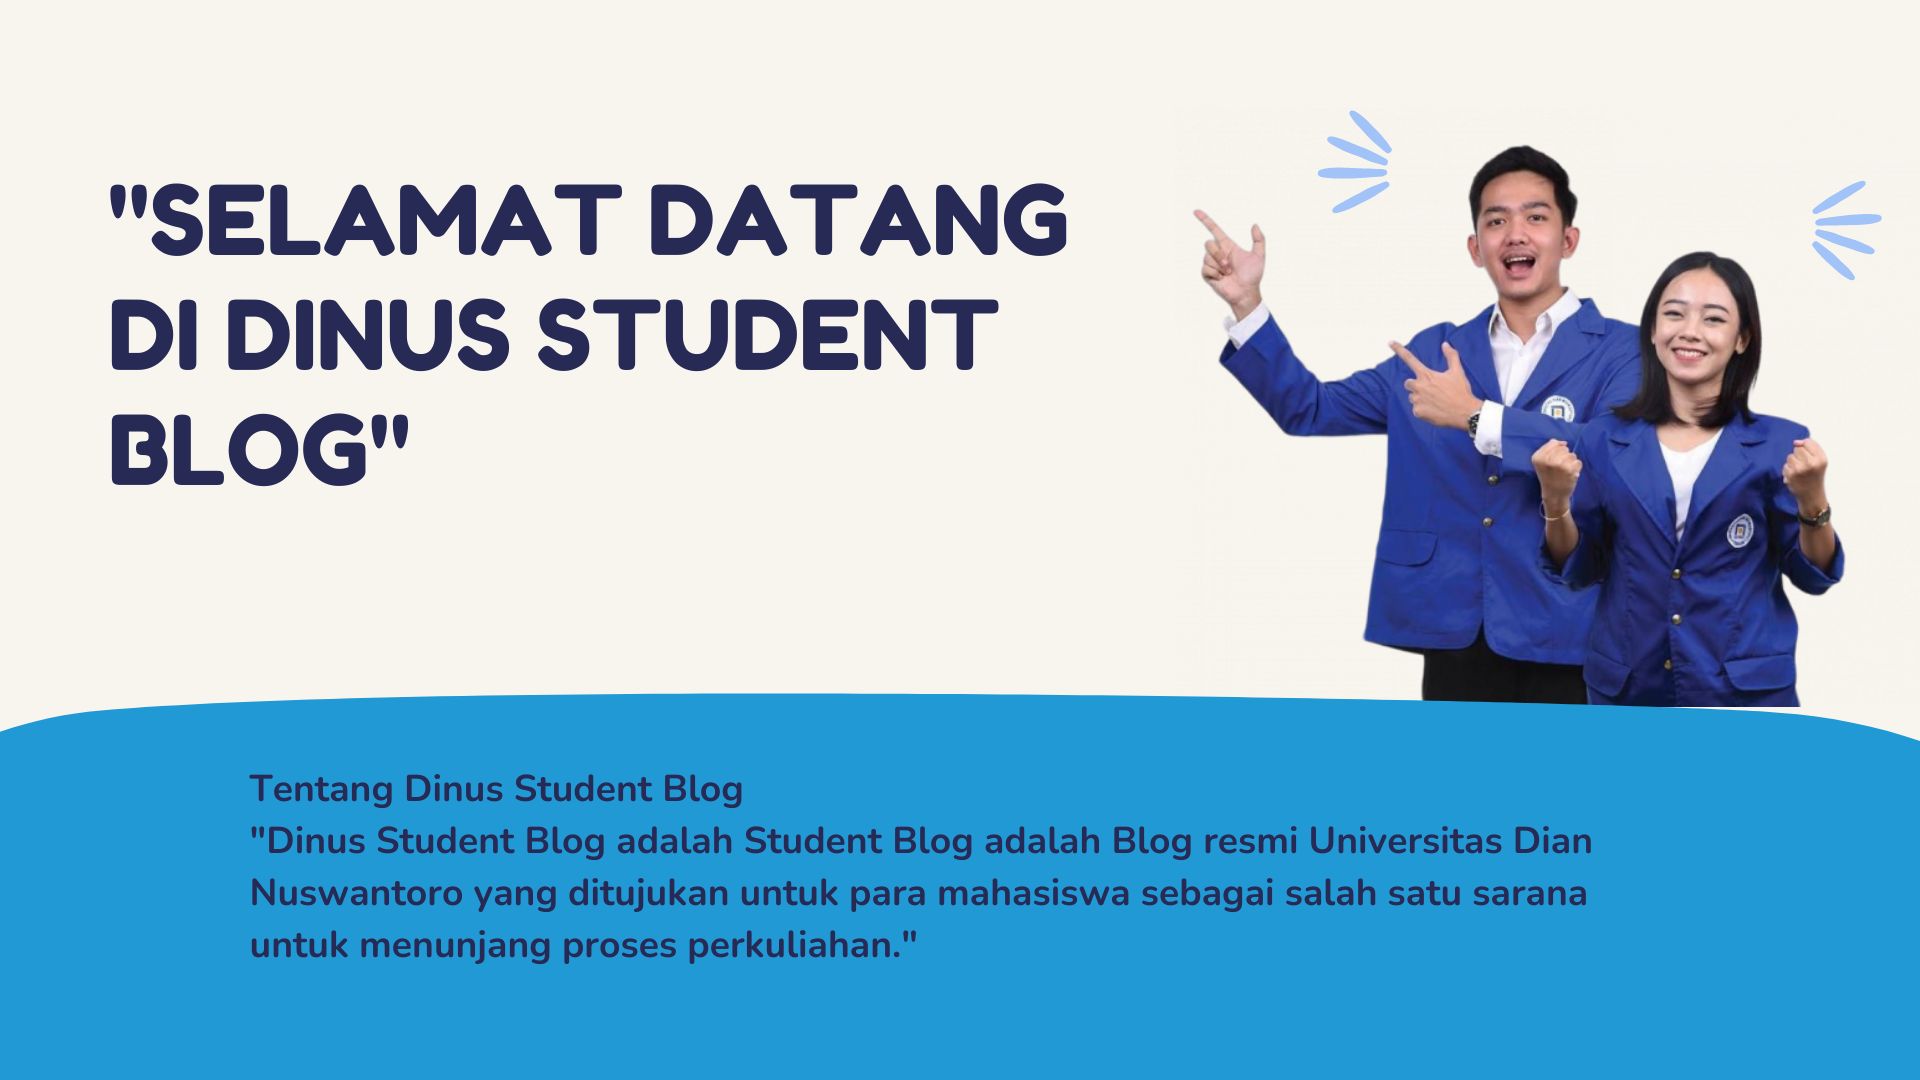 "SELAMAT DATANG
DI DINUS STUDENT
BLOG"
Tentang Dinus Student Blog
"Dinus Student Blog adalah Student Blog adalah Blog resmi Universitas Dian
Nuswantoro yang ditujukan untuk para mahasiswa sebagai salah satu sarana
untuk menunjang proses perkuliahan."